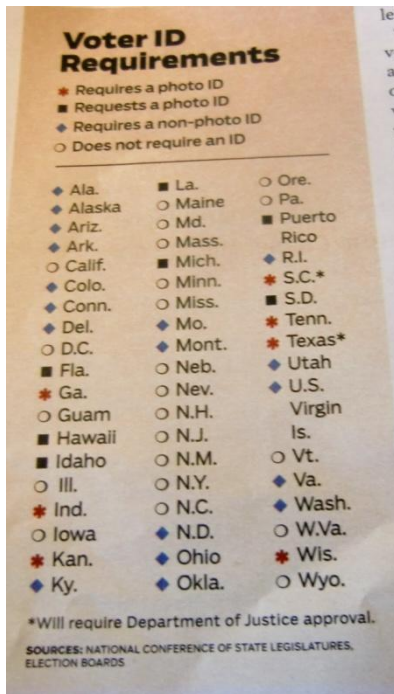 Voter ID
Requirements
✱ Requires a photo ID
■ Requests a photo ID
◆ Requires a non-photo ID
○ Does not require an ID
◆ Ala.
◆ Alaska
◆ Ariz.
◆ Ark.
○ Calif.
◆ Colo.
◆ Conn.
◆ Del.
○ D.C.
■ Fla.
✱ Ga.
○ Guam
■ Hawaii
■ Idaho
○ Ill.
✱ Ind.
○ Iowa
✱ Kan.
◆ Ky.
■ La.
○ Maine
○ Md.
○ Mass.
■ Mich.
○ Minn.
○ Miss.
◆ Mo.
◆ Mont.
○ Neb.
○ Nev.
○ N.H.
○ N.J.
○ N.M.
○ N.Y.
○ N.C.
◆ N.D.
◆ Ohio
◆ Okla.
○ Ore.
○ Pa.
■ Puerto
Rico
◆ R.I.
✱ S.C.*
■ S.D.
✱ Tenn.
✱ Texas*
◆ Utah
◆ U.S.
Virgin
Is.
○ Vt.
◆ Va.
◆ Wash.
○ W.Va.
✱ Wis.
○ Wyo.
*Will require Department of Justice approval.
SOURCES: NATIONAL CONFERENCE OF STATE LEGISLATURES,
ELECTION BOARDS